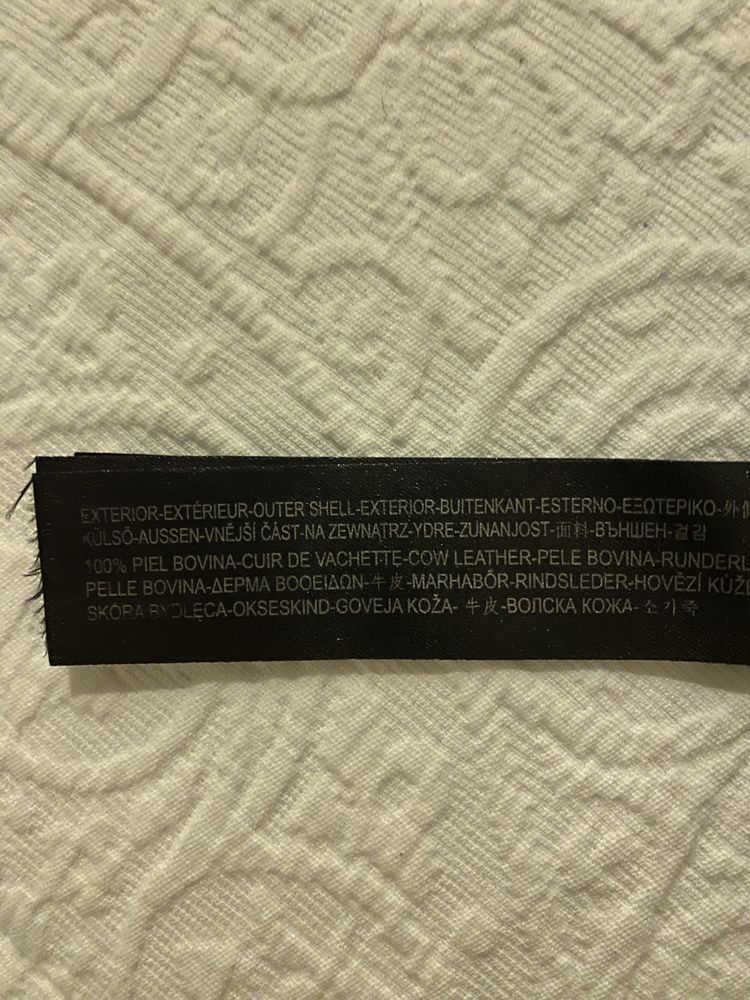 EXTERIOR-EXTÉRIEUR-OUTER SHELL-EXTERIOR-BUITENKANT-ESTERNO-ΕΞΩΤΕΡΙΚΟ-外
KÜLSŐ-AUSSEN-VNĚJŠÍ ČÁST-NA ZEWNĄTRZ-YDRE-ZUNANJOST-面料-ВЪНШЕН-겉감
100% PIEL BOVINA-CUIR DE VACHETTE-COW LEATHER-PELE BOVINA-RUNDERL
PELLE BOVINA-ΔΕΡΜΑ ΒΟΟΕΙΔΩΝ-牛皮-MARHABŐR-RINDSLEDER-HOVĚZÍ KŮŽE
SKÓRA BYDLĘCA-OKSESKIND-GOVEJA KOŽA-牛皮-ВОЛСКА КОЖА-소가죽